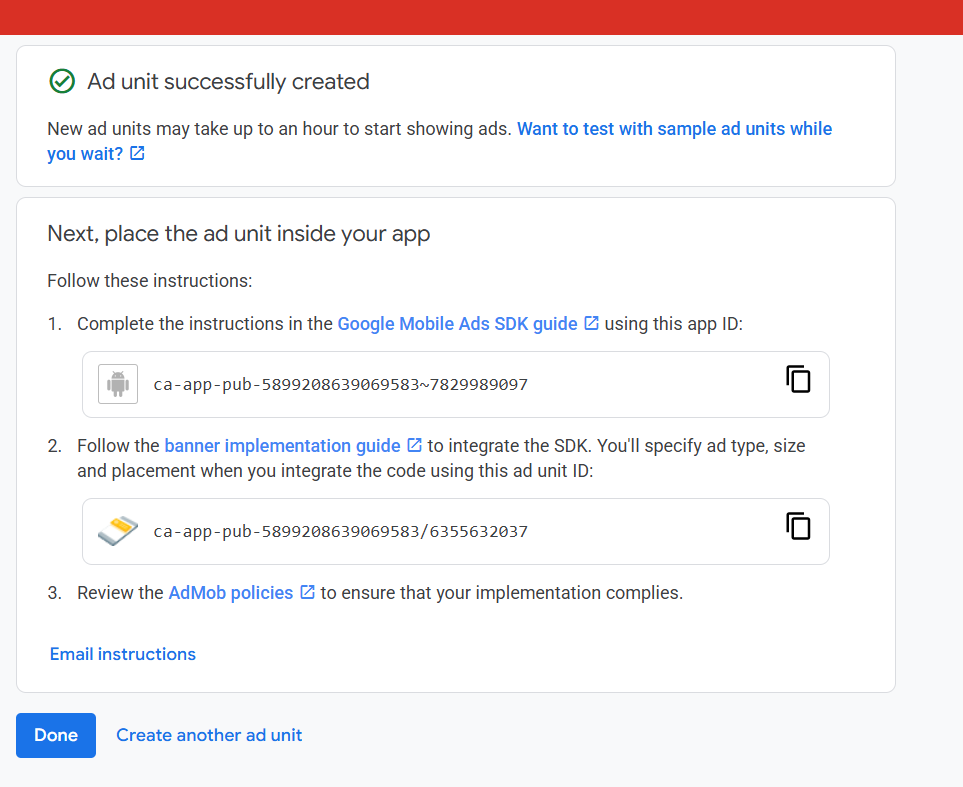 Ad unit successfully created
New ad units may take up to an hour to start showing ads. Want to test with sample ad units while
you wait?
Next, place the ad unit inside your app
Follow these instructions:
1. Complete the instructions in the Google Mobile Ads SDK guide using this app ID:
ca-app-pub-5899208639069583~7829989097
2. Follow the banner implementation guide to integrate the SDK. You'll specify ad type, size
and placement when you integrate the code using this ad unit ID:
ca-app-pub-5899208639069583/6355632037
3. Review the AdMob policies to ensure that your implementation complies.
Email instructions
Done Create another ad unit